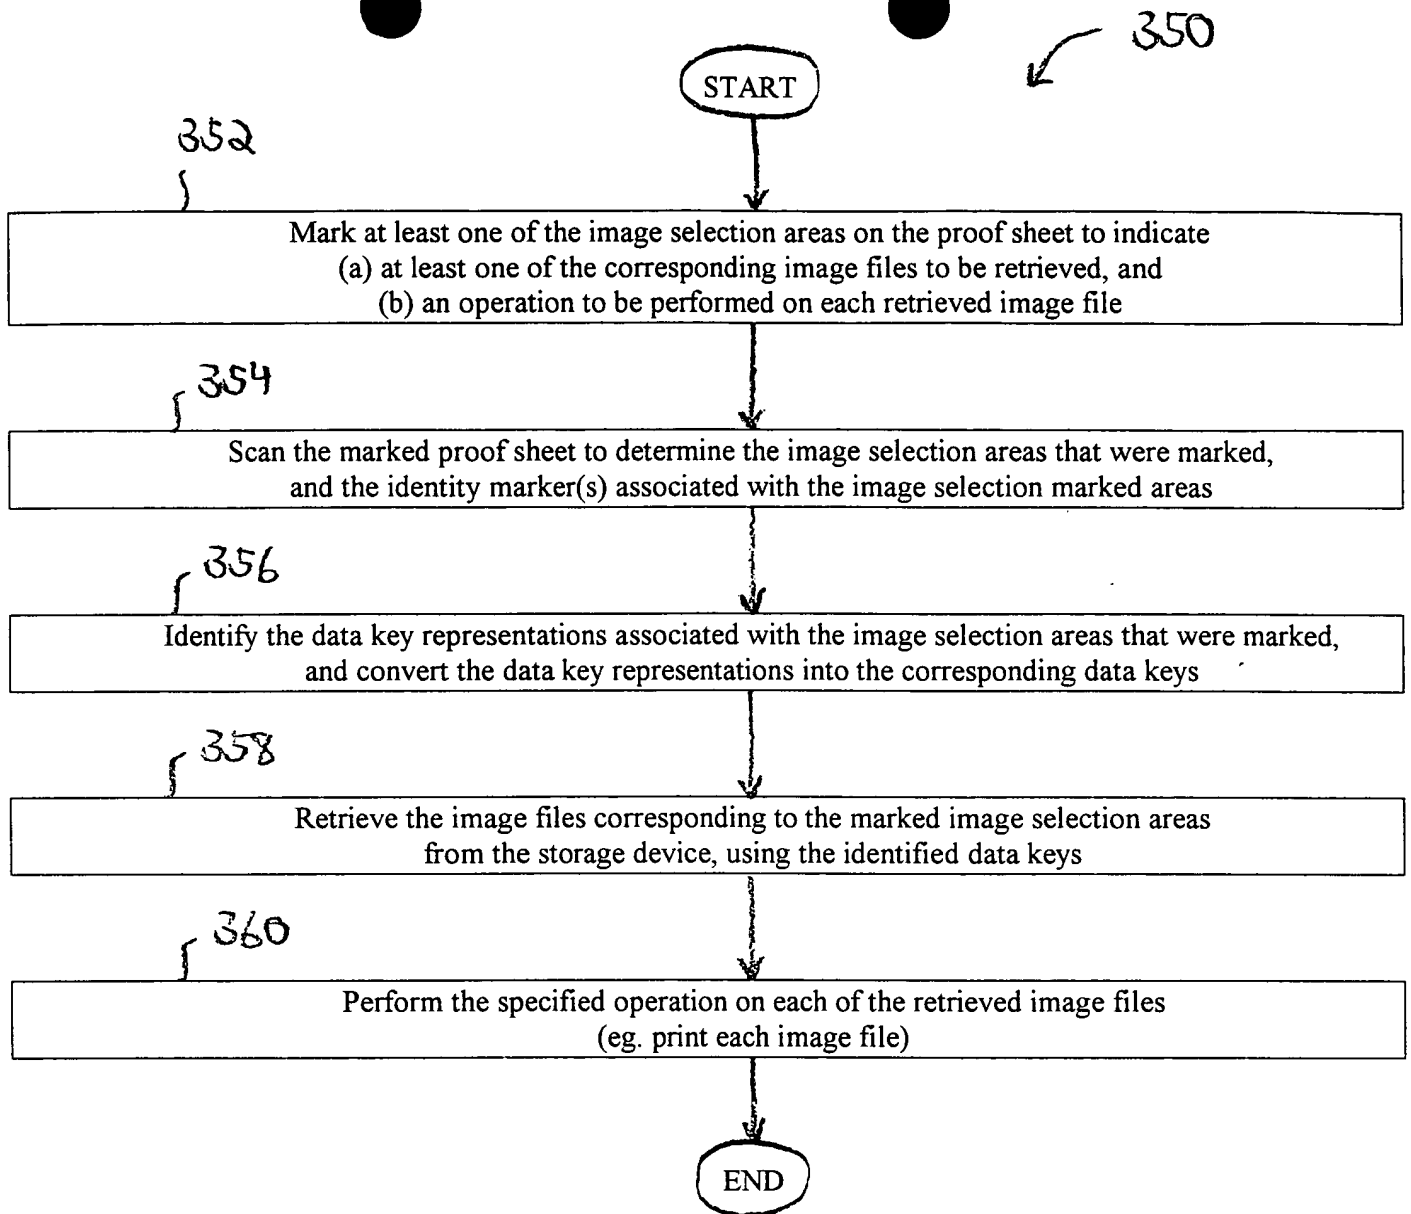 350
START
352
Mark at least one of the image selection areas on the proof sheet to indicate
(a) at least one of the corresponding image files to be retrieved, and
(b) an operation to be performed on each retrieved image file
354
Scan the marked proof sheet to determine the image selection areas that were marked,
and the identity marker(s) associated with the image selection marked areas
356
Identify the data key representations associated with the image selection areas that were marked,
and convert the data key representations into the corresponding data keys
358
Retrieve the image files corresponding to the marked image selection areas
from the storage device, using the identified data keys
360
Perform the specified operation on each of the retrieved image files
(eg. print each image file)
END